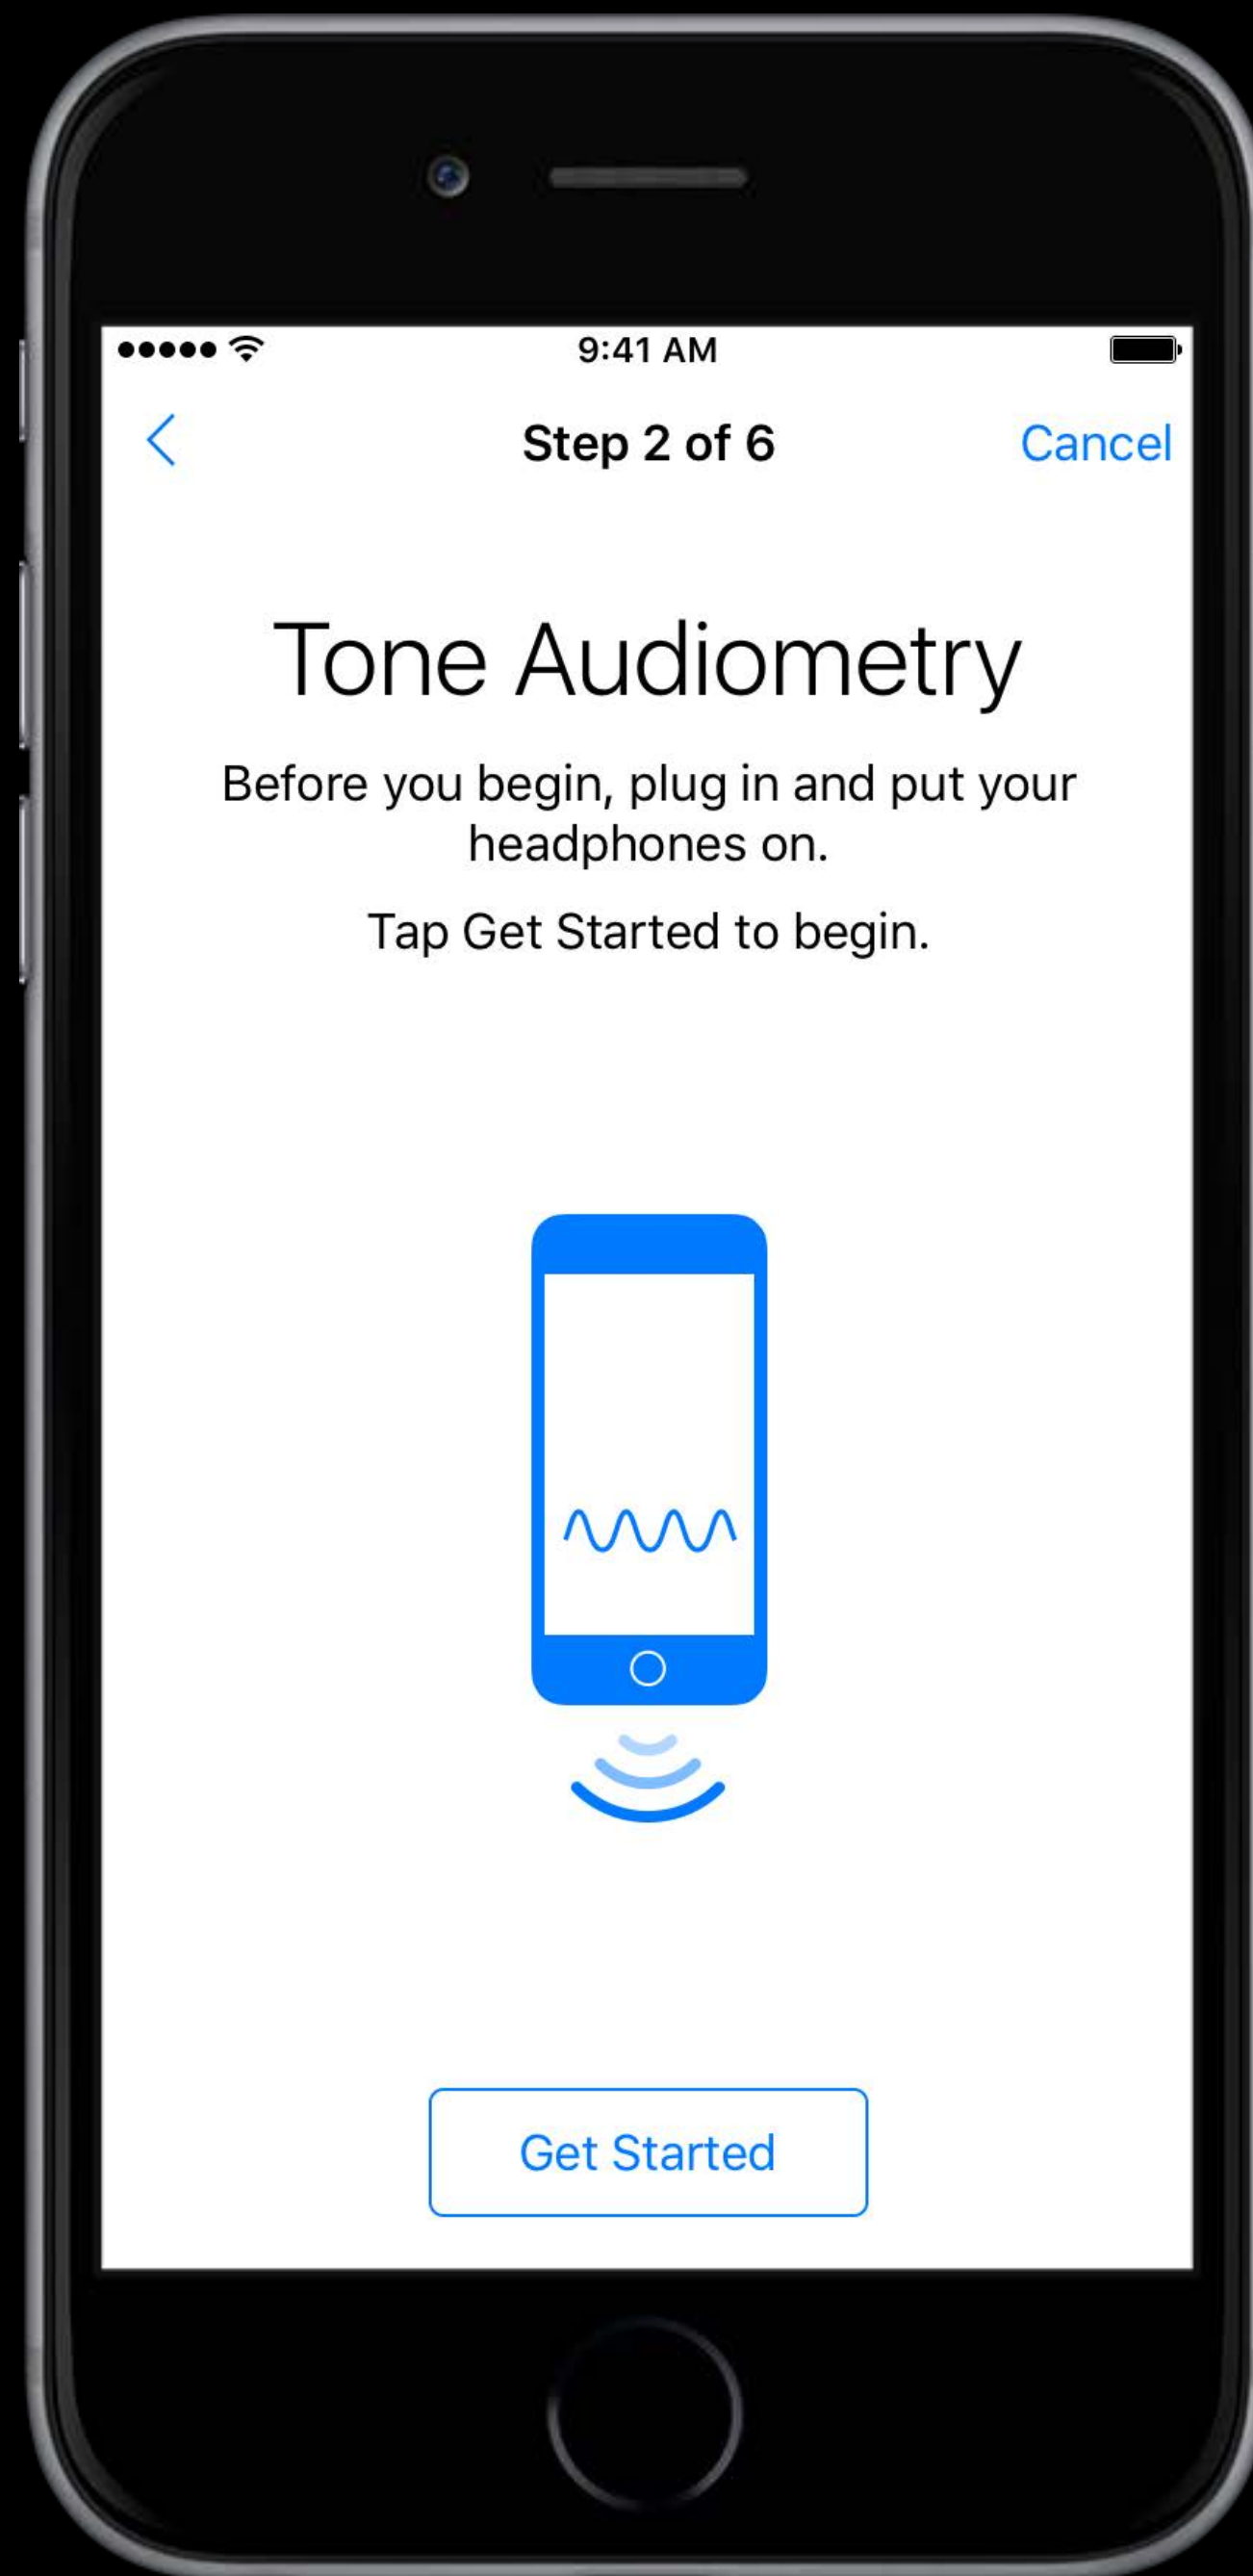 9:41 AM
Step 2 of 6
Cancel
Tone Audiometry
Before you begin, plug in and put your
headphones on.
Tap Get Started to begin.
Get Started